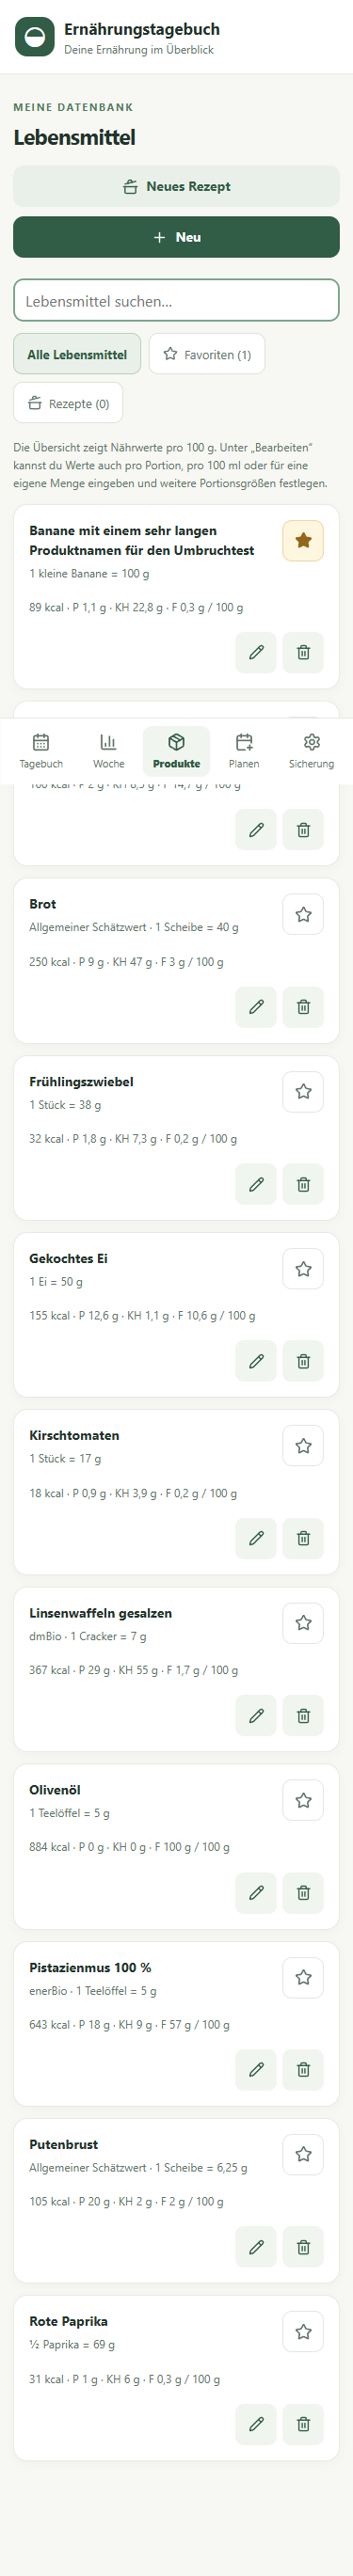 Ernährungstagebuch
Deine Ernährung im Überblick
MEINE DATENBANK
Lebensmittel
Neues Rezept
Neu
Lebensmittel suchen...
Alle Lebensmittel
Favoriten (1)
Rezepte (0)
Die Übersicht zeigt Nährwerte pro 100 g. Unter „Bearbeiten“
kannst du Werte auch pro Portion, pro 100 ml oder für eine
eigene Menge eingeben und weitere Portionsgrößen festlegen.
Banane mit einem sehr langen
Produktnamen für den Umbruchtest
1 kleine Banane = 100 g
89 kcal · P 1,1 g · KH 22,8 g · F 0,3 g / 100 g
Tagebuch
Woche
Produkte
Planen
Sicherung
160 kcal · P 2 g · KH 8,5 g · F 14,7 g / 100 g
Brot
Allgemeiner Schätzwert · 1 Scheibe = 40 g
250 kcal · P 9 g · KH 47 g · F 3 g / 100 g
Frühlingszwiebel
1 Stück = 38 g
32 kcal · P 1,8 g · KH 7,3 g · F 0,2 g / 100 g
Gekochtes Ei
1 Ei = 50 g
155 kcal · P 12,6 g · KH 1,1 g · F 10,6 g / 100 g
Kirschtomaten
1 Stück = 17 g
18 kcal · P 0,9 g · KH 3,9 g · F 0,2 g / 100 g
Linsenwaffeln gesalzen
dmBio · 1 Cracker = 7 g
367 kcal · P 29 g · KH 55 g · F 1,7 g / 100 g
Olivenöl
1 Teelöffel = 5 g
884 kcal · P 0 g · KH 0 g · F 100 g / 100 g
Pistazienmus 100 %
enerBio · 1 Teelöffel = 5 g
643 kcal · P 18 g · KH 9 g · F 57 g / 100 g
Putenbrust
Allgemeiner Schätzwert · 1 Scheibe = 6,25 g
105 kcal · P 20 g · KH 2 g · F 2 g / 100 g
Rote Paprika
½ Paprika = 69 g
31 kcal · P 1 g · KH 6 g · F 0,3 g / 100 g